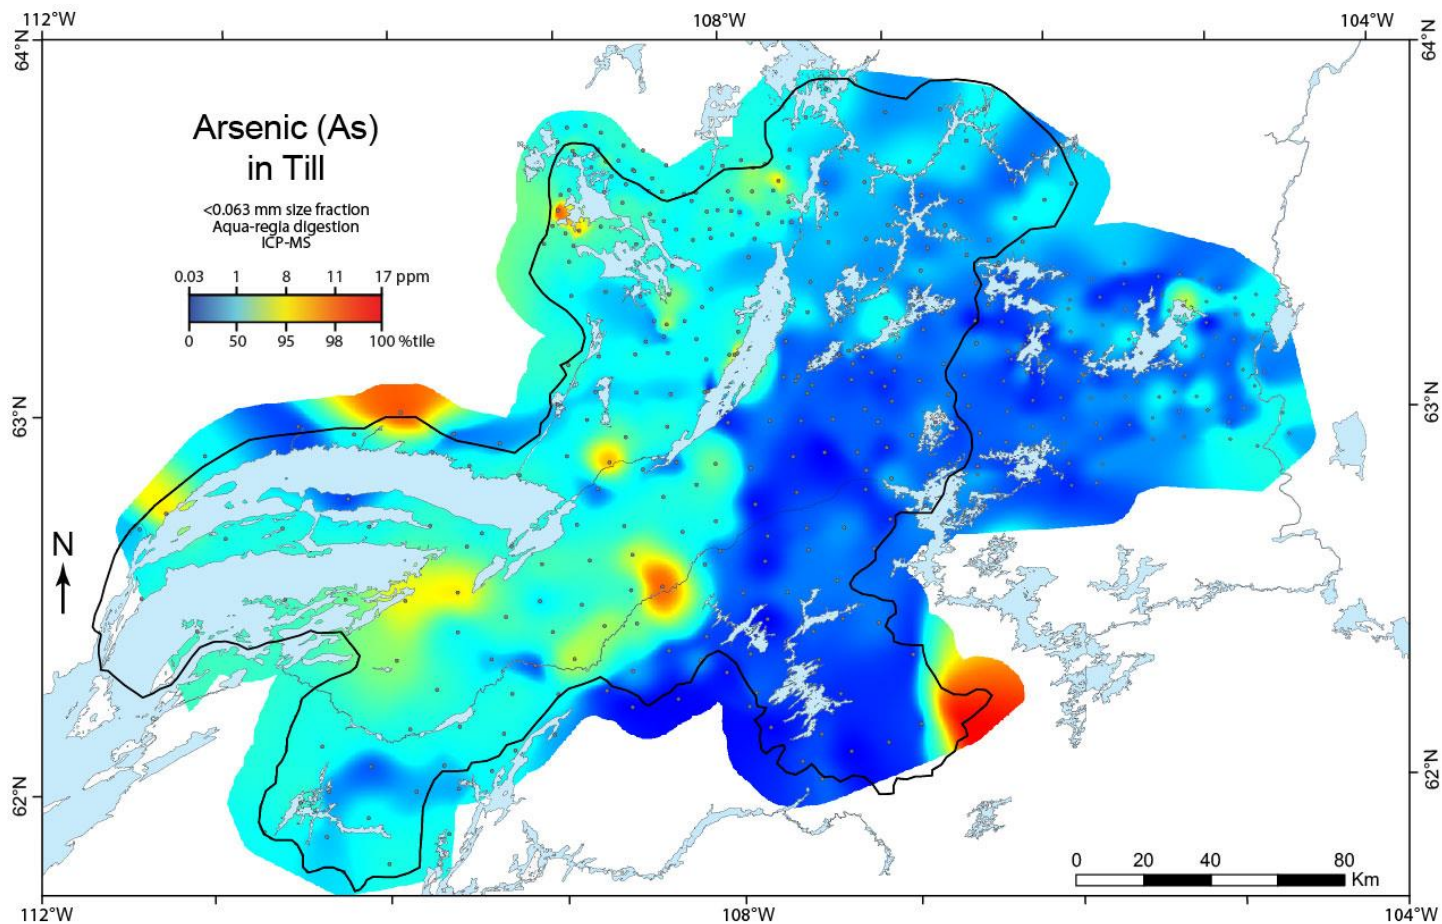 112°W 108°W 104°W
64°N 64°N
Arsenic (As)
in Till
<0.063 mm size fraction
Aqua-regia digestion
ICP-MS
0.03 1 8 11 17 ppm
0 50 95 98 100 %tile
63°N 63°N
N
62°N 62°N
0 20 40 80
Km
112°W 108°W 104°W